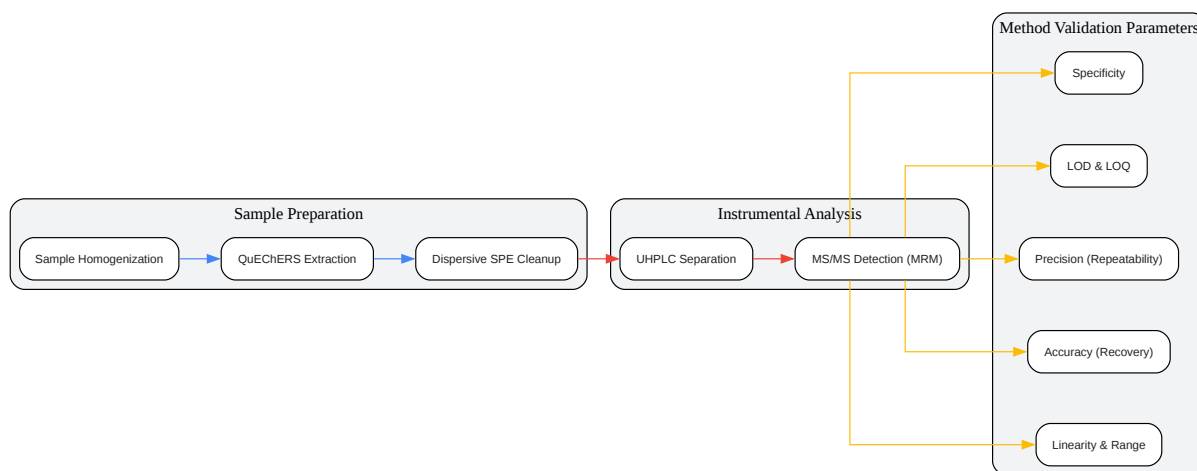 Sample Preparation
Sample Homogenization
QuEChERS Extraction
Dispersive SPE Cleanup
Instrumental Analysis
UHPLC Separation
MS/MS Detection (MRM)
Method Validation Parameters
Specificity
LOD & LOQ
Precision (Repeatability)
Accuracy (Recovery)
Linearity & Range